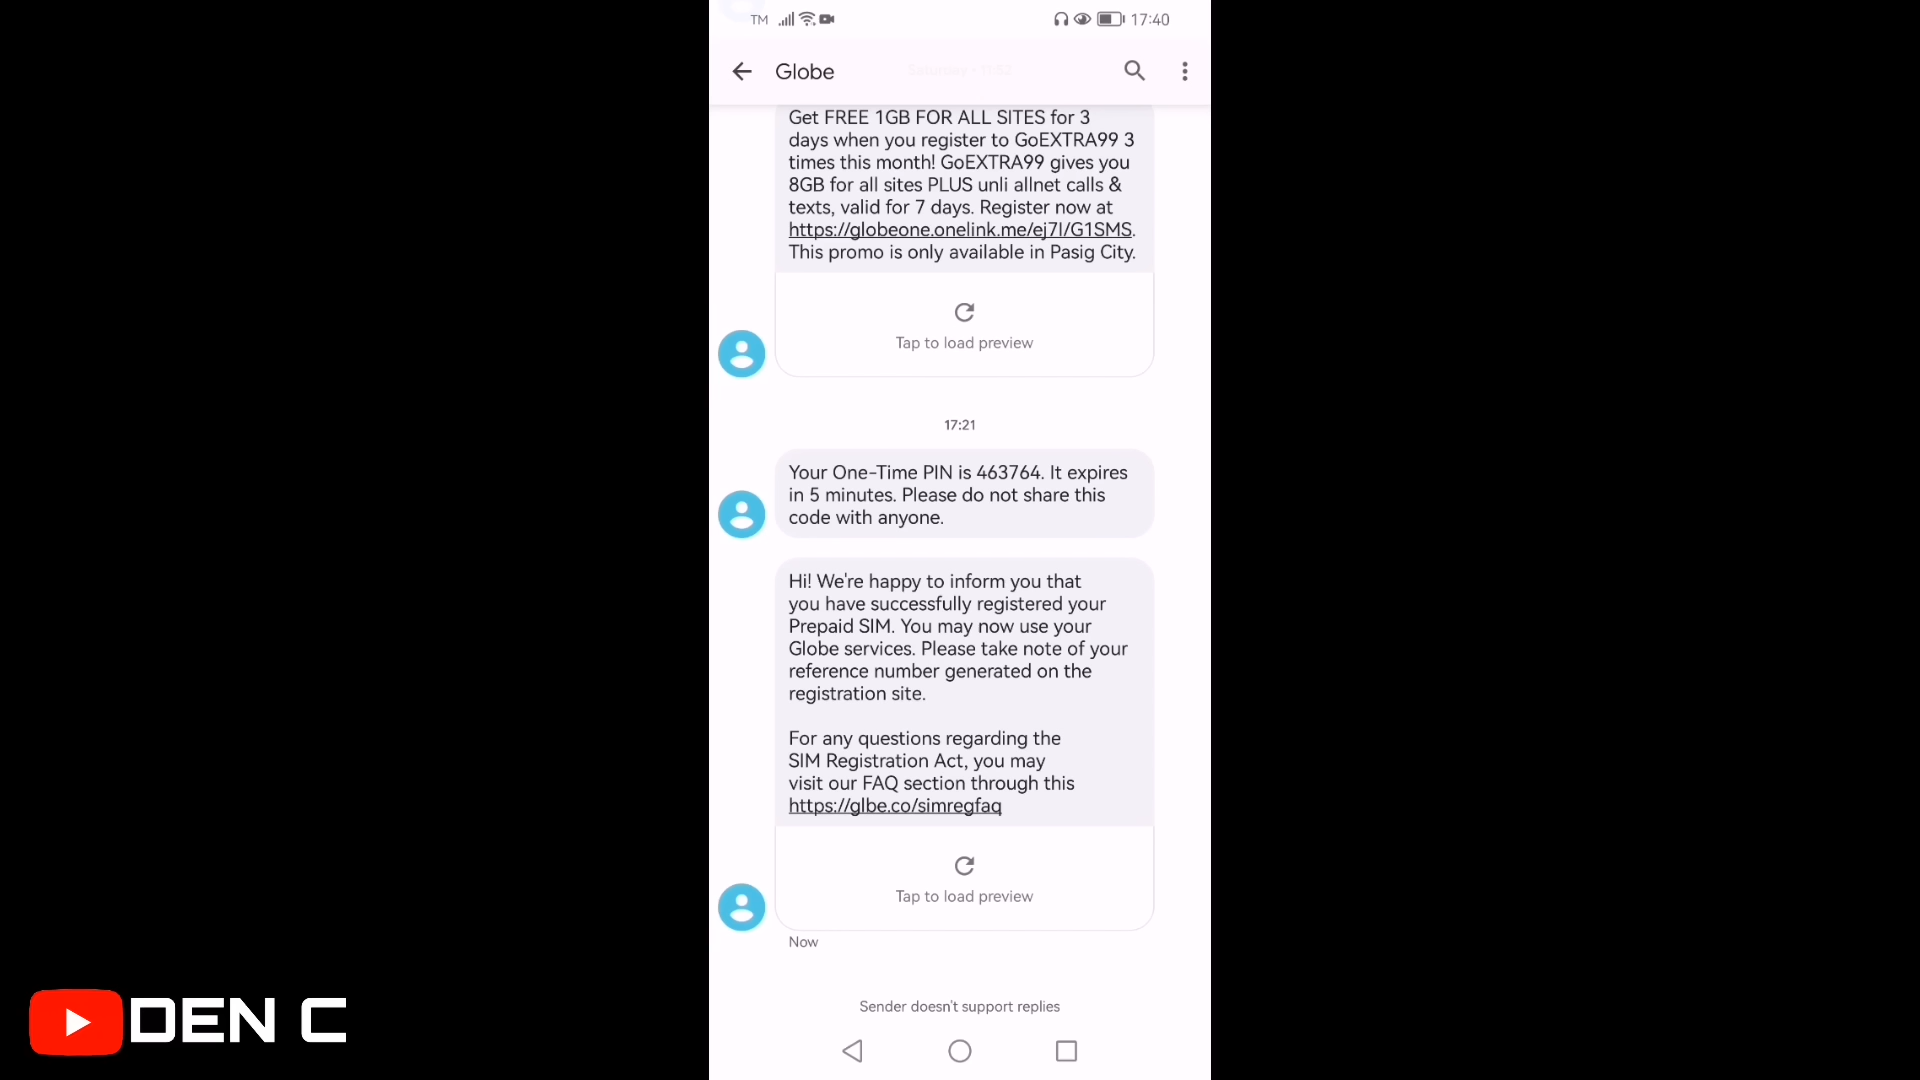 TM
17:40
Globe
Get FREE 1GB FOR ALL SITES for 3
days when you register to GoEXTRA99 3
times this month! GoEXTRA99 gives you
8GB for all sites PLUS unli allnet calls &
texts, valid for 7 days. Register now at
https://globeone.onelink.me/ej7l/G1SMS.
This promo is only available in Pasig City.
Tap to load preview
17:21
Your One-Time PIN is 463764. It expires
in 5 minutes. Please do not share this
code with anyone.
Hi! We're happy to inform you that
you have successfully registered your
Prepaid SIM. You may now use your
Globe services. Please take note of your
reference number generated on the
registration site.
For any questions regarding the
SIM Registration Act, you may
visit our FAQ section through this
https://glbe.co/simregfaq
Tap to load preview
Now
Sender doesn't support replies
DEN C